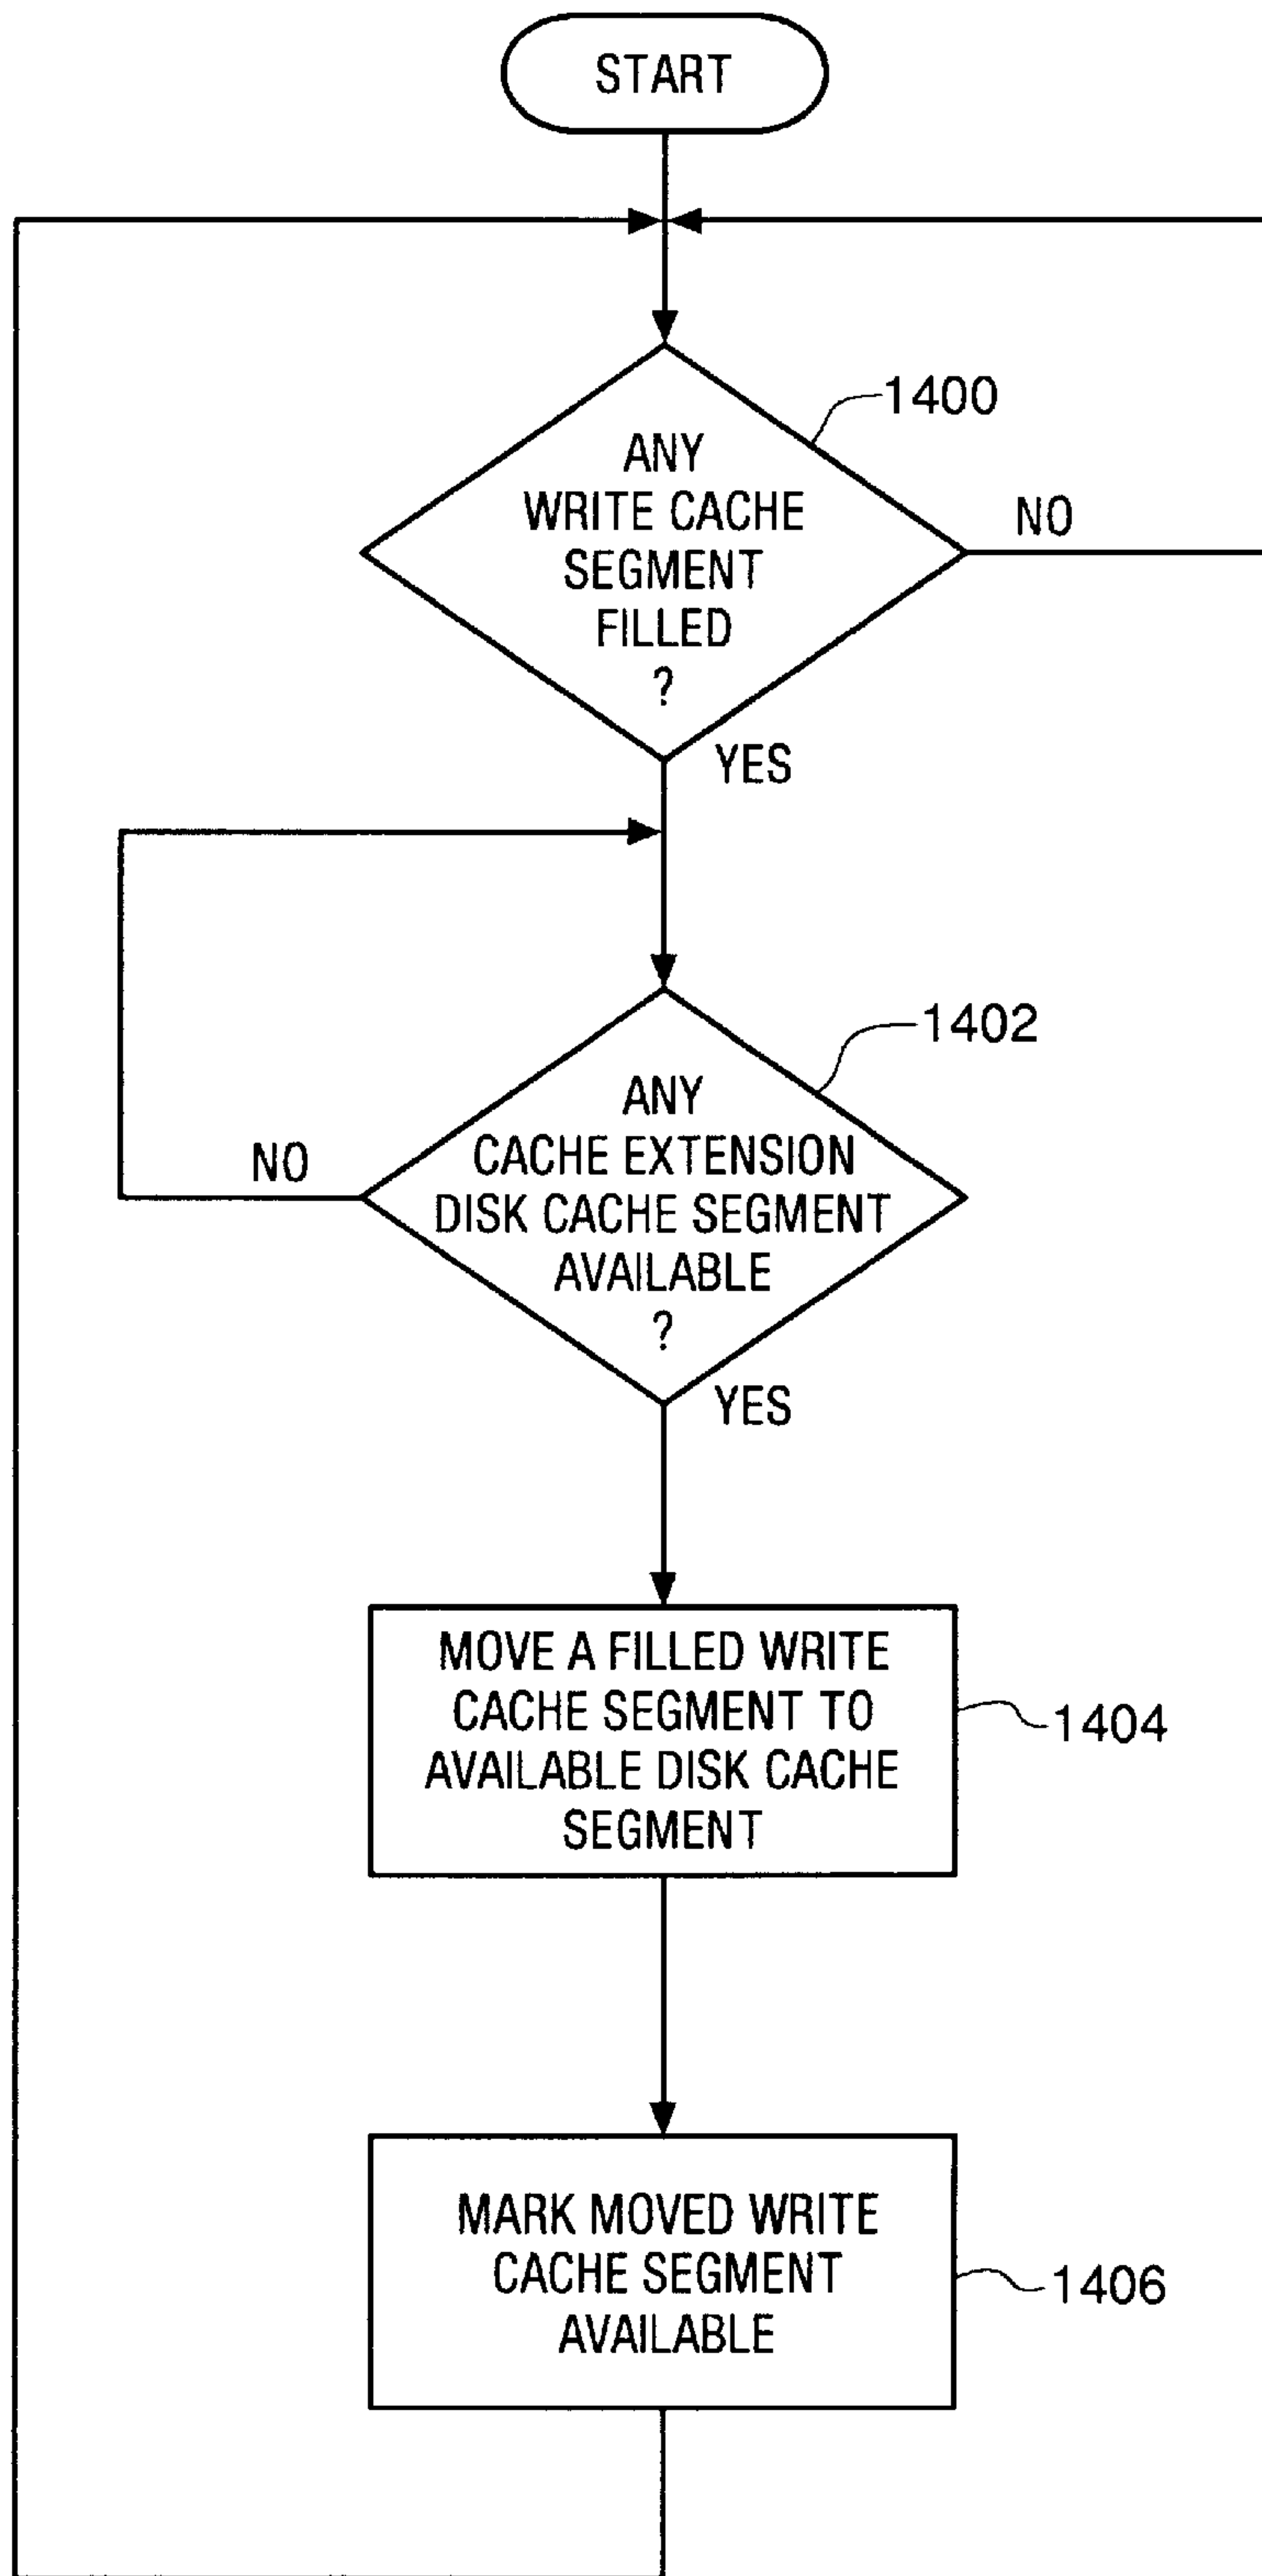 START
1400
ANY
WRITE CACHE
SEGMENT
FILLED
?
NO
YES
1402
ANY
CACHE EXTENSION
DISK CACHE SEGMENT
AVAILABLE
?
NO
YES
MOVE A FILLED WRITE
CACHE SEGMENT TO
AVAILABLE DISK CACHE
SEGMENT
1404
MARK MOVED WRITE
CACHE SEGMENT
AVAILABLE
1406